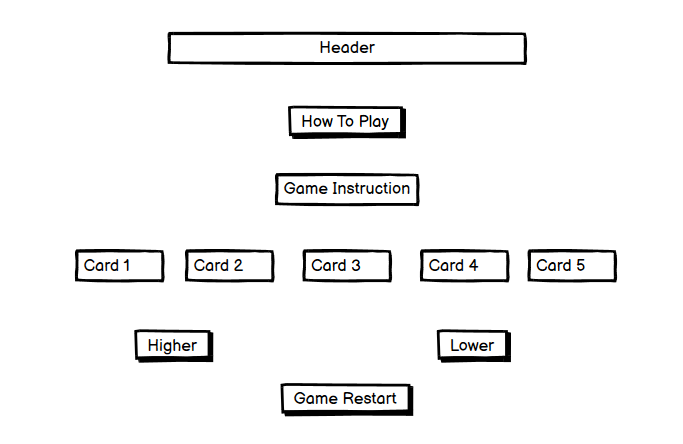 Header
How To Play
Game Instruction
Card 1
Card 2
Card 3
Card 4
Card 5
Higher
Lower
Game Restart